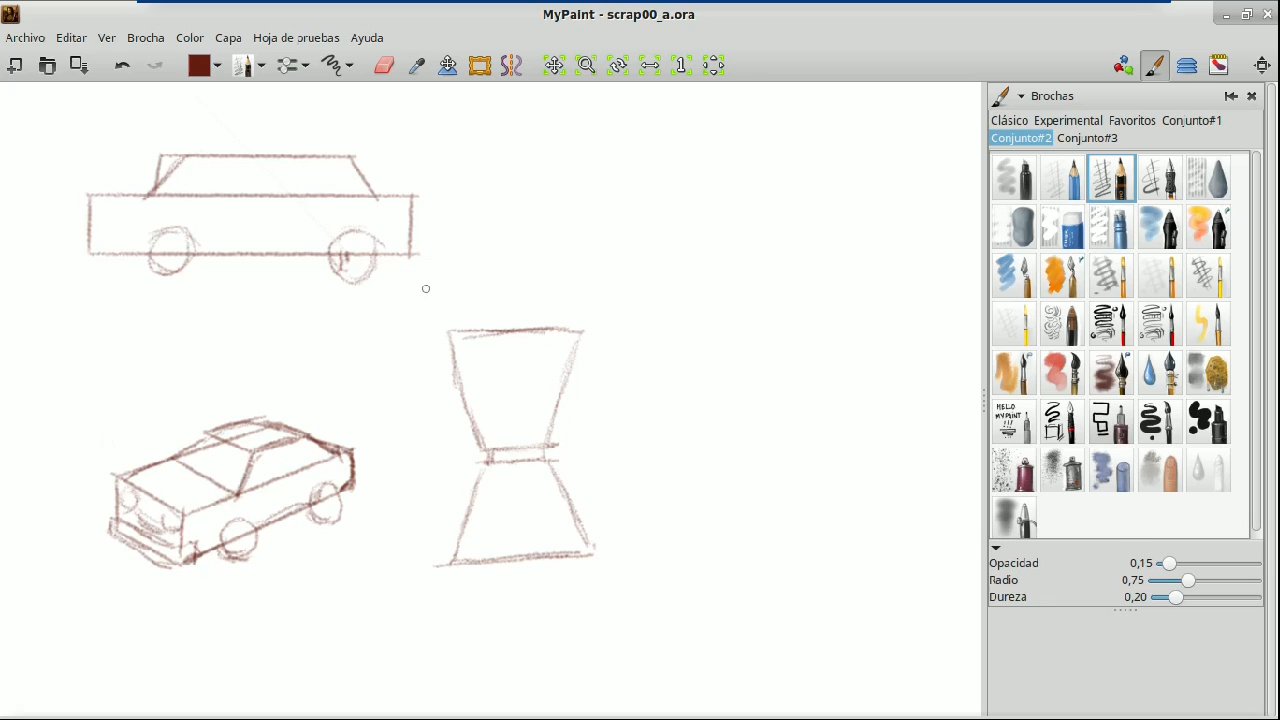 MyPaint - scrap00_a.ora
Archivo Editar Ver Brocha Color Capa Hoja de pruebas Ayuda
1
Brochas
Clásico Experimental Favoritos Conjunto#1
Conjunto#2 Conjunto#3
HELLO
MYPAINT
Opacidad 0,15
Radio 0,75
Dureza 0,20